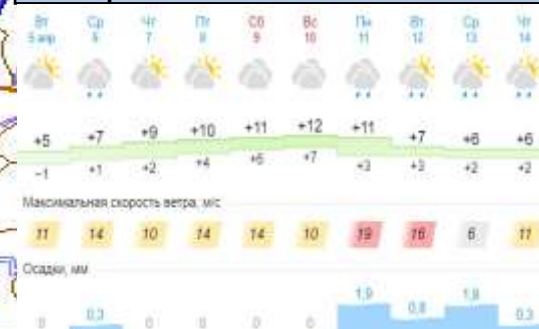 Вт Ср Чт Пт Сб Вс Пн Вт Ср Чт
5 апр 6 7 8 9 10 11 12 13 14
+5 +7 +9 +10 +11 +12 +11 +7 +6 +6
−1 +1 +2 +4 +6 +7 +3 +3 +2 +2
Максимальная скорость ветра, м/с
11 14 10 14 14 10 19 16 6 11
Осадки, мм
0 0,3 0 0 0 0 1,9 0,8 1,8 0,3